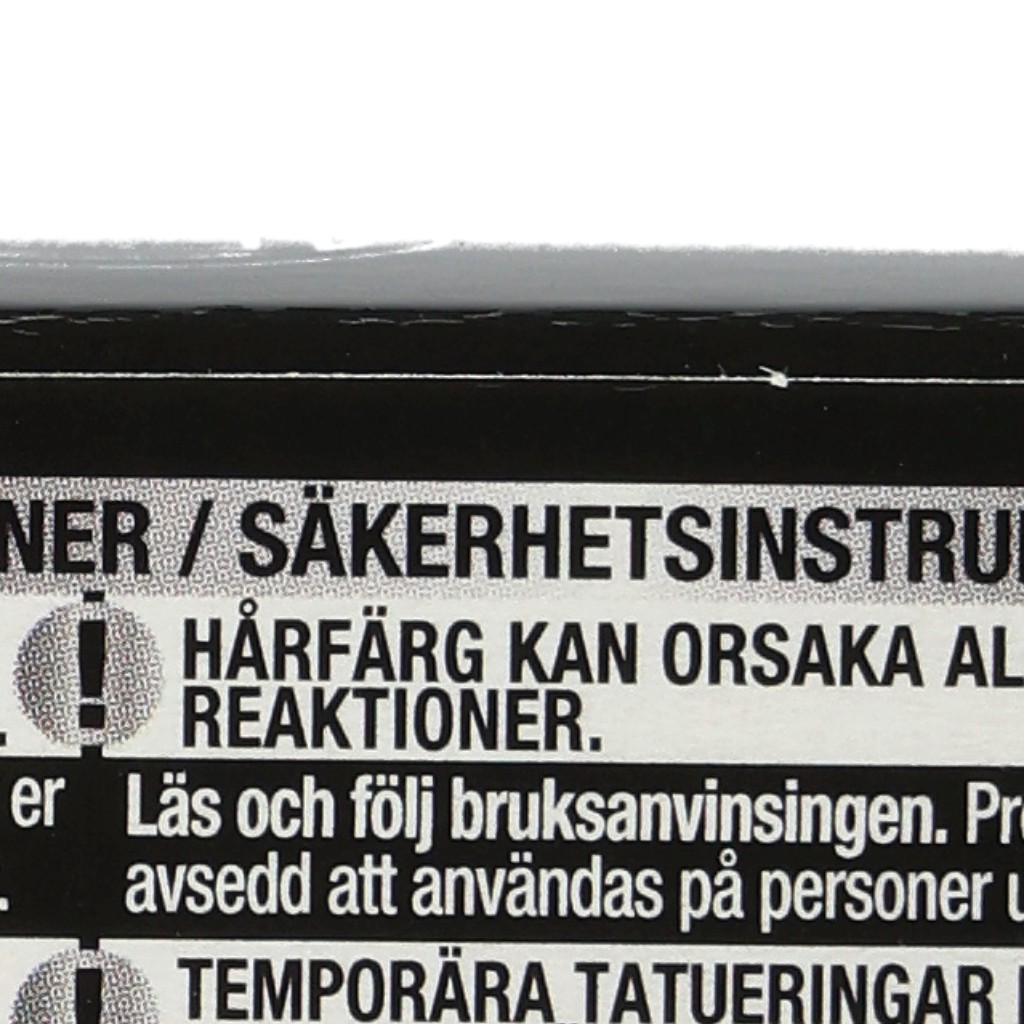 NER / SÄKERHETSINSTRU
HÅRFÄRG KAN ORSAKA AL
REAKTIONER.
er
Läs och följ bruksanvinsingen. Pr
avsedd att användas på personer u
TEMPORÄRA TATUERINGAR